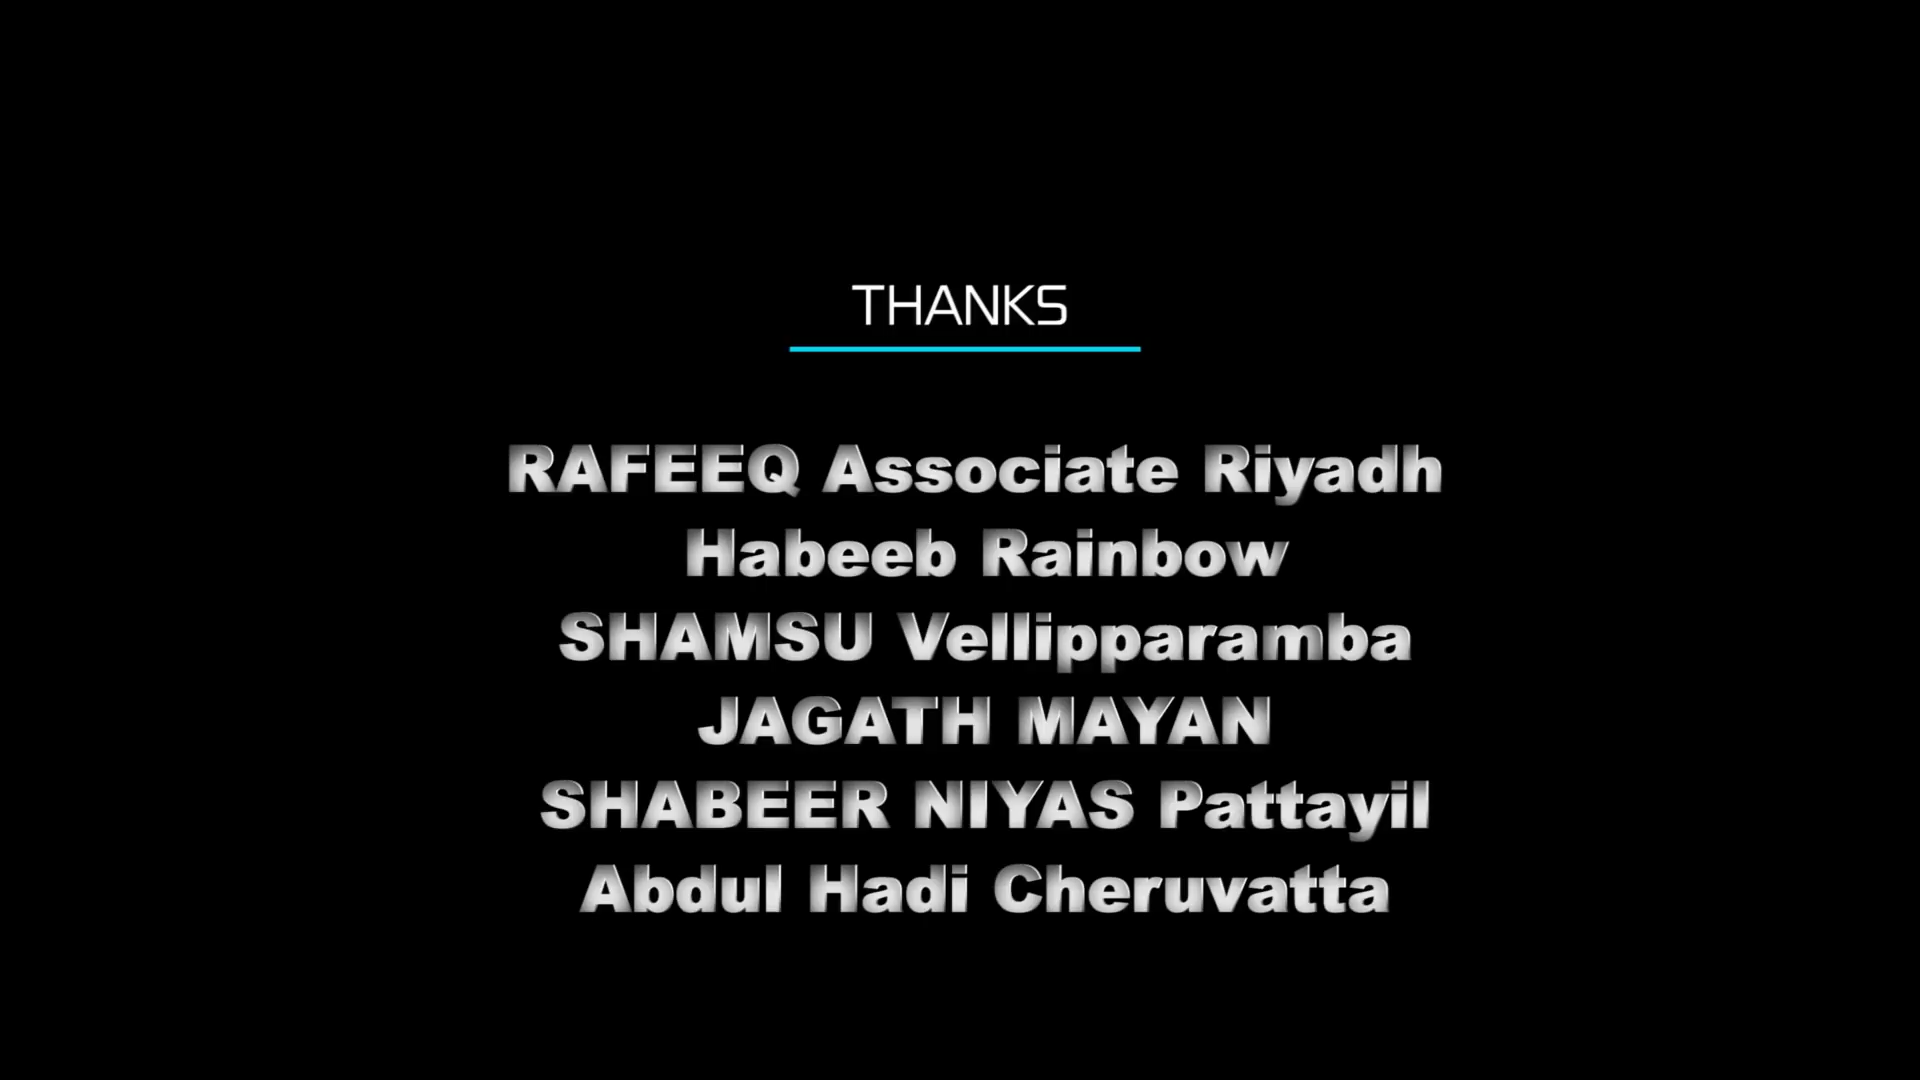 THANKS
RAFEEQ Associate Riyadh
Habeeb Rainbow
SHAMSU Vellipparamba
JAGATH MAYAN
SHABEER NIYAS Pattayil
Abdul Hadi Cheruvatta